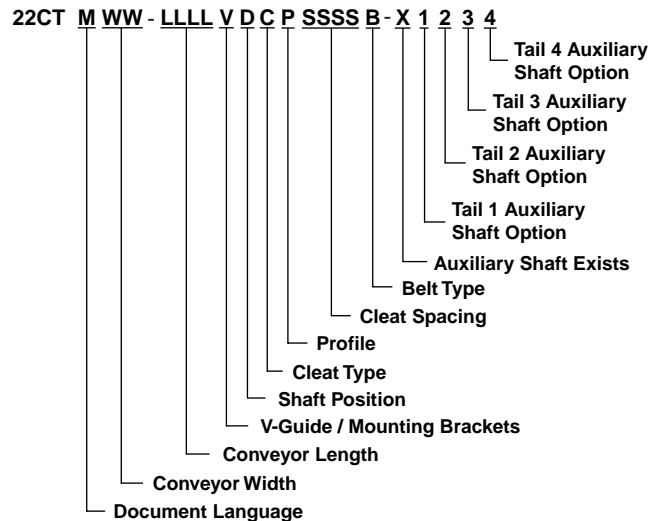 22CT M WW - LLLL V D C P SSSS B - X 1 2 3 4
Tail 4 Auxiliary
Shaft Option
Tail 3 Auxiliary
Shaft Option
Tail 2 Auxiliary
Shaft Option
Tail 1 Auxiliary
Shaft Option
Auxiliary Shaft Exists
Belt Type
Cleat Spacing
Profile
Cleat Type
Shaft Position
V-Guide / Mounting Brackets
Conveyor Length
Conveyor Width
Document Language